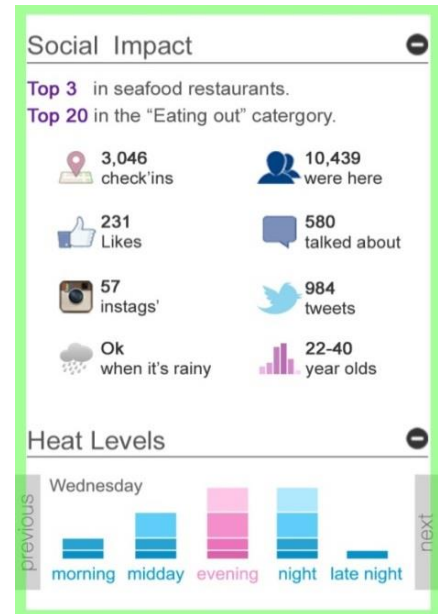 Social Impact
Top 3 in seafood restaurants.
Top 20 in the “Eating out” catergory.
3,046
check'ins
10,439
were here
231
Likes
580
talked about
57
instags'
984
tweets
Ok
when it's rainy
22-40
year olds
Heat Levels
Wednesday
previous
next
morning midday evening night late night